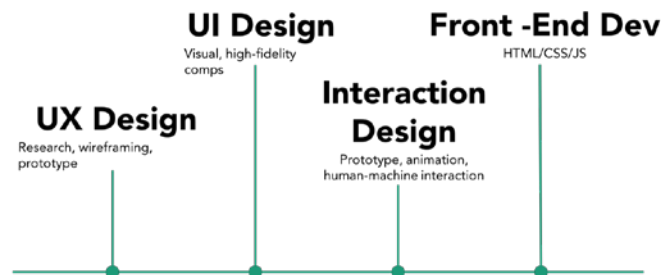 UX Design
Research, wireframing,
prototype
UI Design
Visual, high-fidelity
comps
Interaction
Design
Prototype, animation,
human-machine interaction
Front -End Dev
HTML/CSS/JS